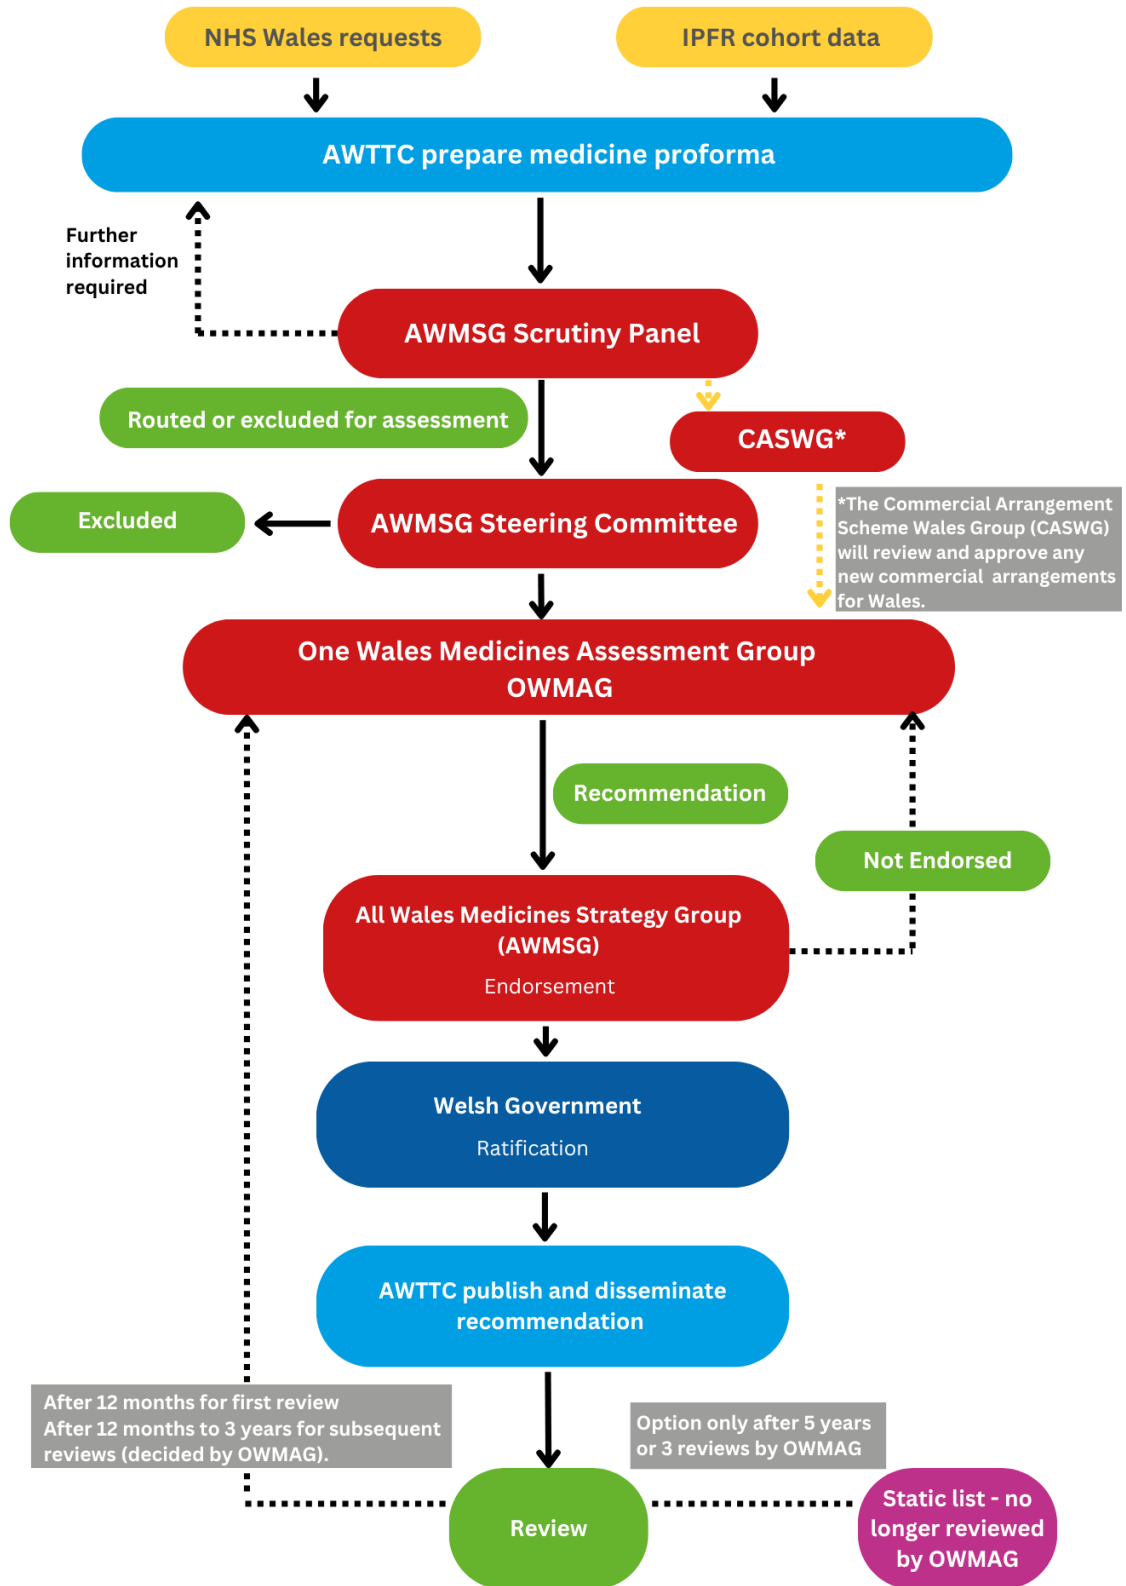 NHS Wales requests
IPFR cohort data
AWTTC prepare medicine proforma
Further
information
required
AWMSG Scrutiny Panel
Routed or excluded for assessment
CASWG*
Excluded
AWMSG Steering Committee
*The Commercial Arrangement
Scheme Wales Group (CASWG)
will review and approve any
new commercial arrangements
for Wales.
One Wales Medicines Assessment Group
OWMAG
Recommendation
Not Endorsed
All Wales Medicines Strategy Group
(AWMSG)
Endorsement
Welsh Government
Ratification
AWTTC publish and disseminate
recommendation
After 12 months for first review
After 12 months to 3 years for subsequent
reviews (decided by OWMAG).
Option only after 5 years
or 3 reviews by OWMAG
Review
Static list - no
longer reviewed
by OWMAG